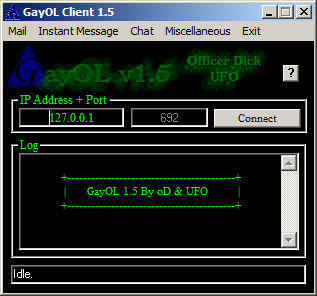 GayOL Client 1.5
Mail Instant Message Chat Miscellaneous Exit
GayOL v1.5
Officer Dick
UFO
?
IP Address + Port
127.0.0.1 692 Connect
Log
+-----------------------------------------+
| GayOL 1.5 By oD & UFO |
+-----------------------------------------+
Idle.